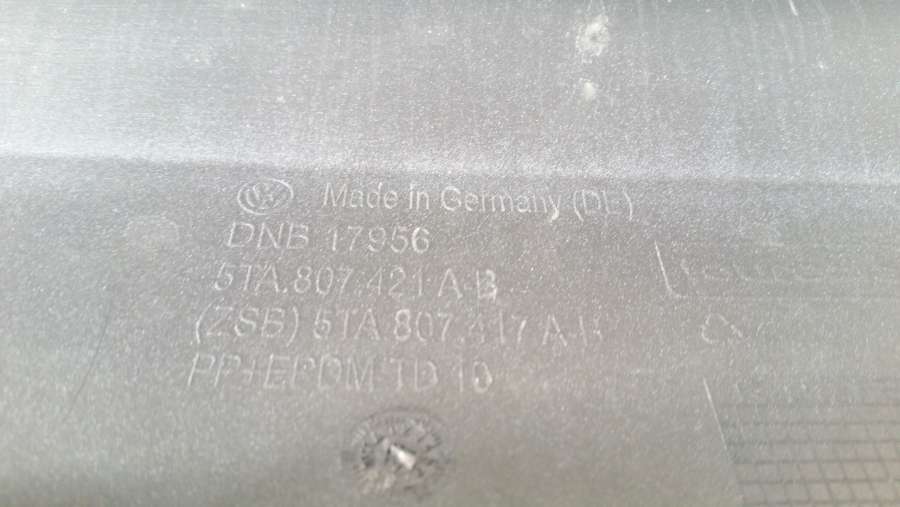 Made in Germany (DE)
DNB 17956
5TA.807.421 A-B
(ZSB) 5TA.807.417 A-B
PP+EPDM-TD 10